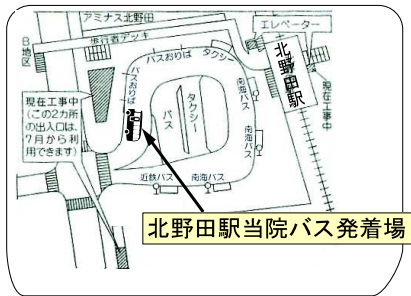 アミナス北野田
エレベーター
歩行者デッキ
B地区
バスおりば
タクシー
北野田駅
バスおりば
南海バス
現在工事中
現在工事中
(この2カ所
の出入口は、
7月から利
用できます)
タクシー
バス
南海バス
近鉄バス
南海バス
北野田駅当院バス発着場